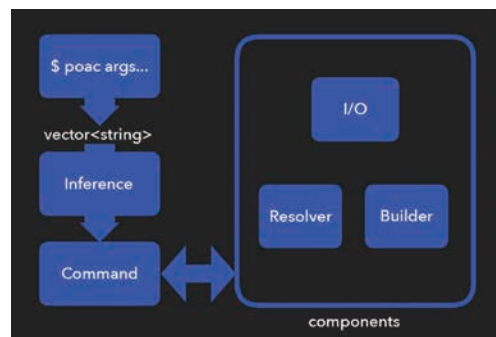 $ poac args...
vector<string>
Inference
Command
I/O
Resolver
Builder
components